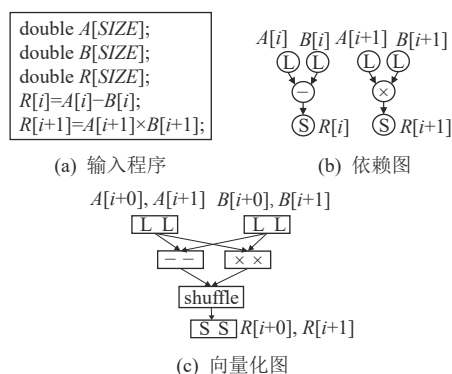 double A[SIZE];
double B[SIZE];
double R[SIZE];
R[i]=A[i]−B[i];
R[i+1]=A[i+1]×B[i+1];
(a) 输入程序
A[i] B[i] A[i+1] B[i+1]
L L L L
− ×
S R[i] S R[i+1]
(b) 依赖图
A[i+0], A[i+1] B[i+0], B[i+1]
L L L L
− − × ×
shuffle
S S R[i+0], R[i+1]
(c) 向量化图